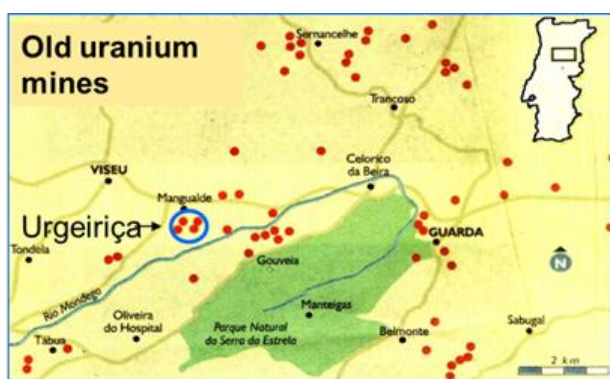 Old uranium
mines
Sernancelhe
Trancoso
VISEU
Celorico
da Beira
Mangualde
Urgeiriça
Tondela
GUARDA
Gouveia
N
Rio Mondego
Oliveira
do Hospital
Manteigas
Parque Natural
da Serra da Estrela
Belmonte
Sabugal
Tábua
2 km